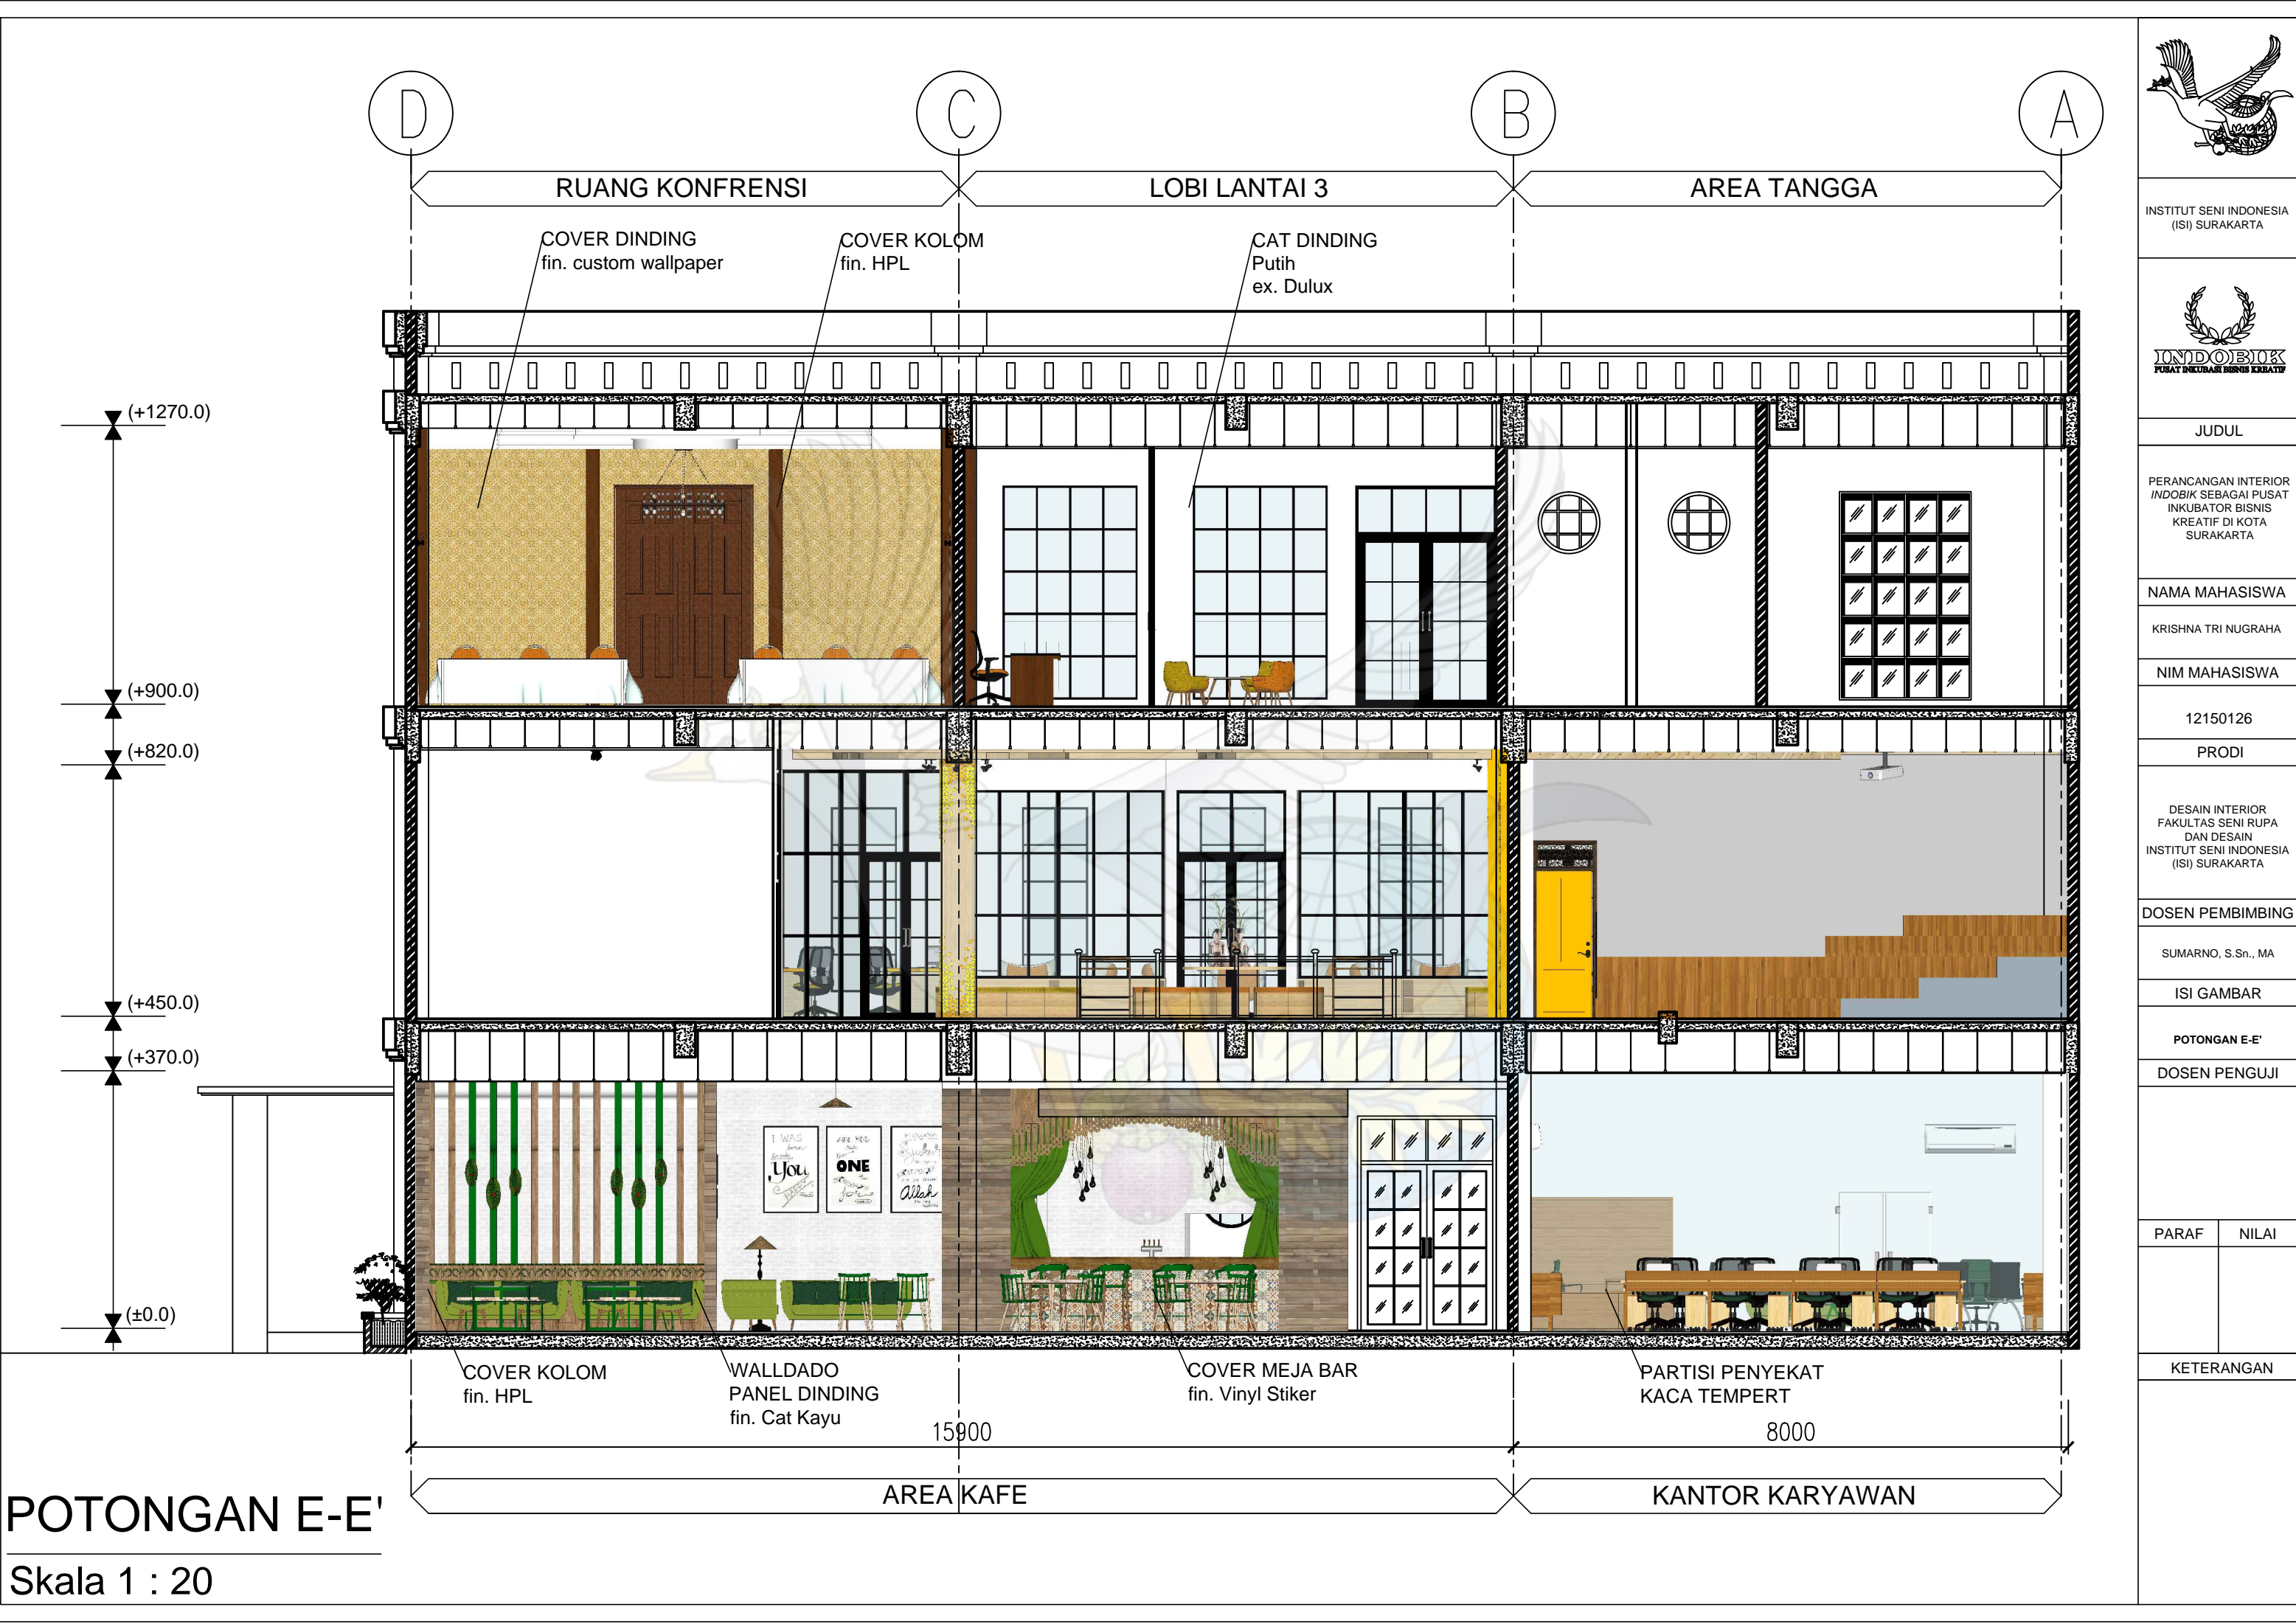 D
C
B
A
RUANG KONFRENSI
LOBI LANTAI 3
AREA TANGGA
COVER DINDING
fin. custom wallpaper
COVER KOLOM
fin. HPL
CAT DINDING
Putih
ex. Dulux
(+1270.0)
(+900.0)
(+820.0)
(+450.0)
(+370.0)
(±0.0)
I WAS
You
ONE
Allah
COVER KOLOM
fin. HPL
WALLDADO
PANEL DINDING
fin. Cat Kayu
COVER MEJA BAR
fin. Vinyl Stiker
PARTISI PENYEKAT
KACA TEMPERT
15900
8000
AREA KAFE
KANTOR KARYAWAN
POTONGAN E-E'
Skala 1 : 20
INSTITUT SENI INDONESIA
(ISI) SURAKARTA
INDOBIK
PUSAT INKUBASI BISNIS KREATIF
JUDUL
PERANCANGAN INTERIOR
INDOBIK SEBAGAI PUSAT
INKUBATOR BISNIS
KREATIF DI KOTA
SURAKARTA
NAMA MAHASISWA
KRISHNA TRI NUGRAHA
NIM MAHASISWA
12150126
PRODI
DESAIN INTERIOR
FAKULTAS SENI RUPA
DAN DESAIN
INSTITUT SENI INDONESIA
(ISI) SURAKARTA
DOSEN PEMBIMBING
SUMARNO, S.Sn., MA
ISI GAMBAR
POTONGAN E-E'
DOSEN PENGUJI
PARAF
NILAI
KETERANGAN